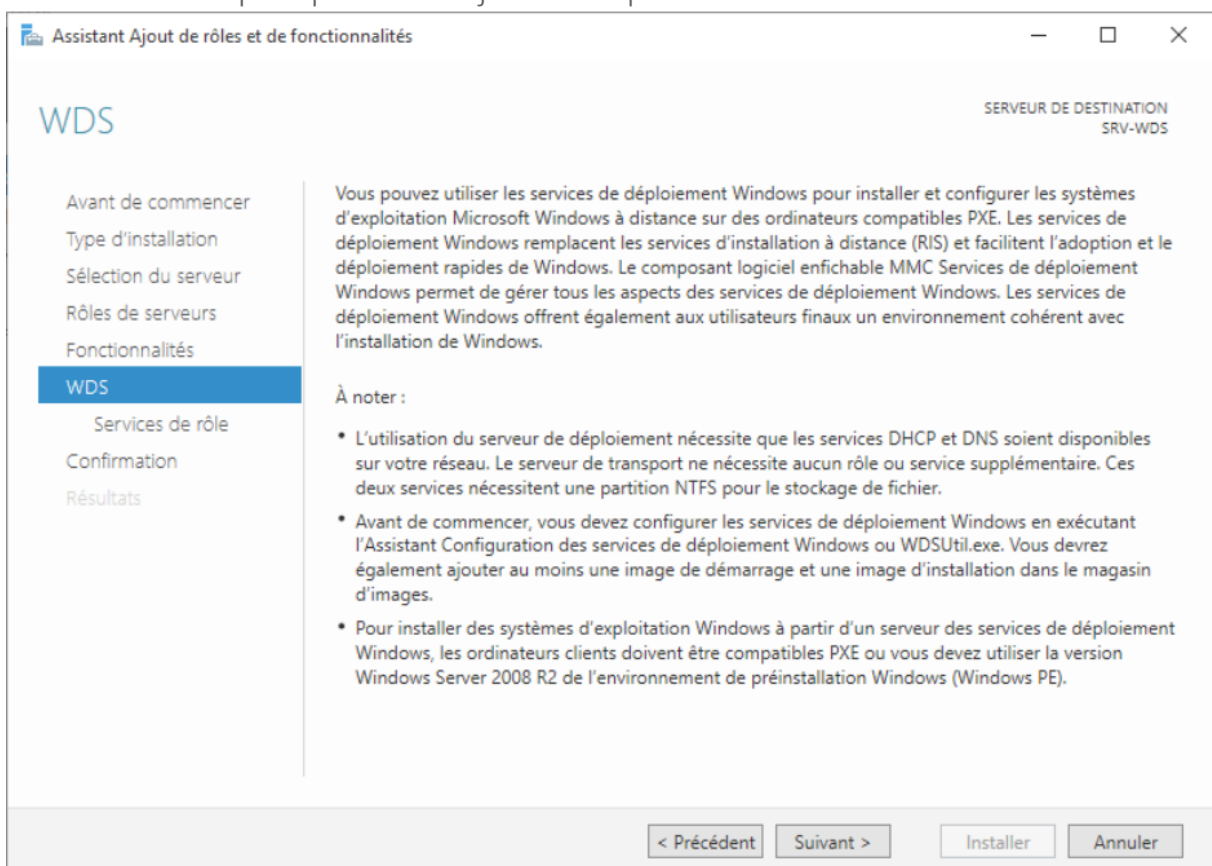 Assistant Ajout de rôles et de fonctionnalités
WDS
SERVEUR DE DESTINATION
SRV-WDS
Avant de commencer
Type d'installation
Sélection du serveur
Rôles de serveurs
Fonctionnalités
WDS
Services de rôle
Confirmation
Résultats
Vous pouvez utiliser les services de déploiement Windows pour installer et configurer les systèmes
d'exploitation Microsoft Windows à distance sur des ordinateurs compatibles PXE. Les services de
déploiement Windows remplacent les services d'installation à distance (RIS) et facilitent l'adoption et le
déploiement rapides de Windows. Le composant logiciel enfichable MMC Services de déploiement
Windows permet de gérer tous les aspects des services de déploiement Windows. Les services de
déploiement Windows offrent également aux utilisateurs finaux un environnement cohérent avec
l'installation de Windows.
À noter :
• L'utilisation du serveur de déploiement nécessite que les services DHCP et DNS soient disponibles
sur votre réseau. Le serveur de transport ne nécessite aucun rôle ou service supplémentaire. Ces
deux services nécessitent une partition NTFS pour le stockage de fichier.
• Avant de commencer, vous devez configurer les services de déploiement Windows en exécutant
l'Assistant Configuration des services de déploiement Windows ou WDSUtil.exe. Vous devrez
également ajouter au moins une image de démarrage et une image d'installation dans le magasin
d'images.
• Pour installer des systèmes d'exploitation Windows à partir d'un serveur des services de déploiement
Windows, les ordinateurs clients doivent être compatibles PXE ou vous devez utiliser la version
Windows Server 2008 R2 de l'environnement de préinstallation Windows (Windows PE).
< Précédent
Suivant >
Installer
Annuler